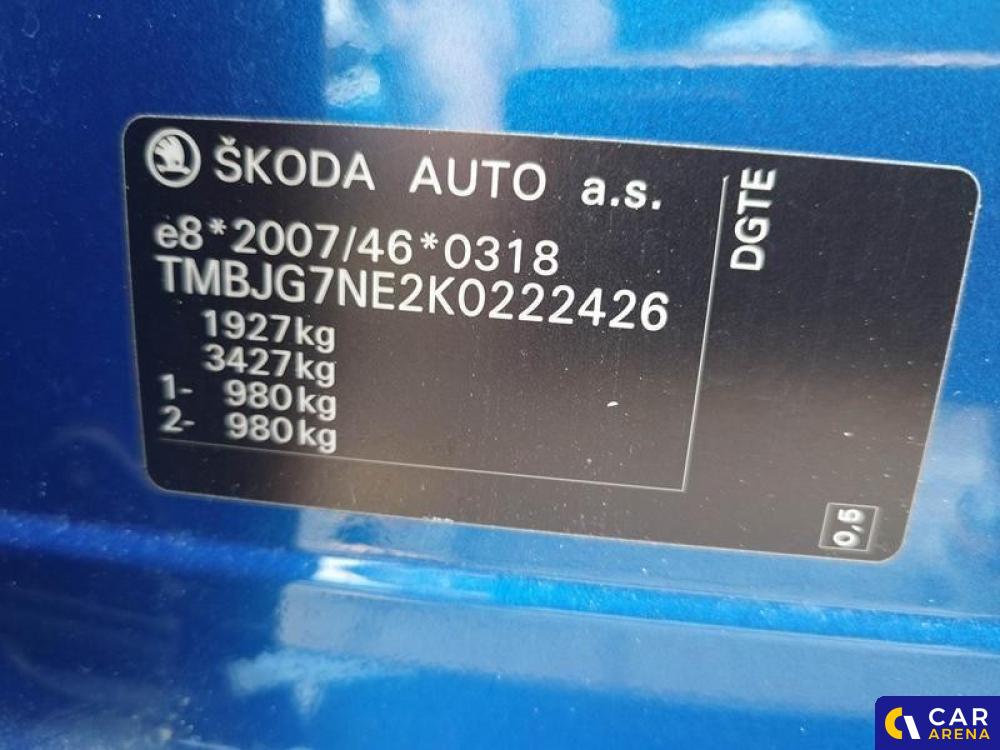 ŠKODA AUTO a.s.
e8*2007/46*0318
TMBJG7NE2K0222426
1927kg
3427kg
1- 980kg
2- 980kg
DGTE
0,5
CAR
ARENA